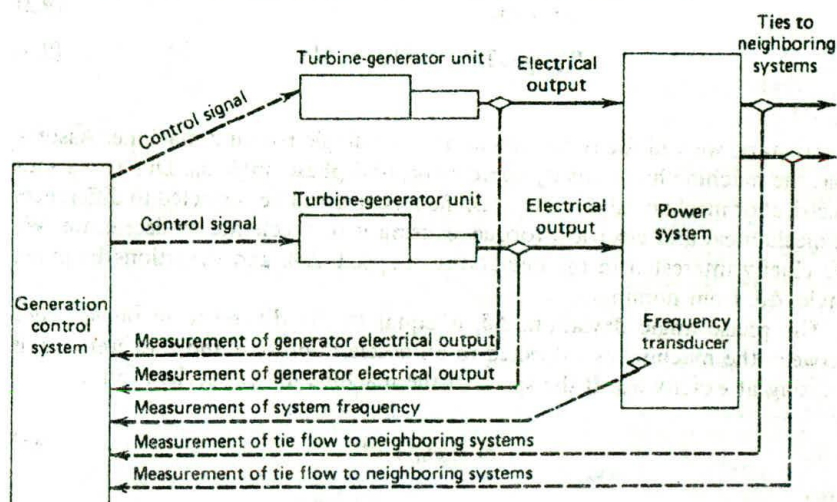 Ties to
neighboring
systems
Turbine-generator unit
Electrical
output
Control signal
Turbine-generator unit
Electrical
output
Control signal
Power
system
Generation
control
system
Frequency
transducer
Measurement of generator electrical output
Measurement of generator electrical output
Measurement of system frequency
Measurement of tie flow to neighboring systems
Measurement of tie flow to neighboring systems